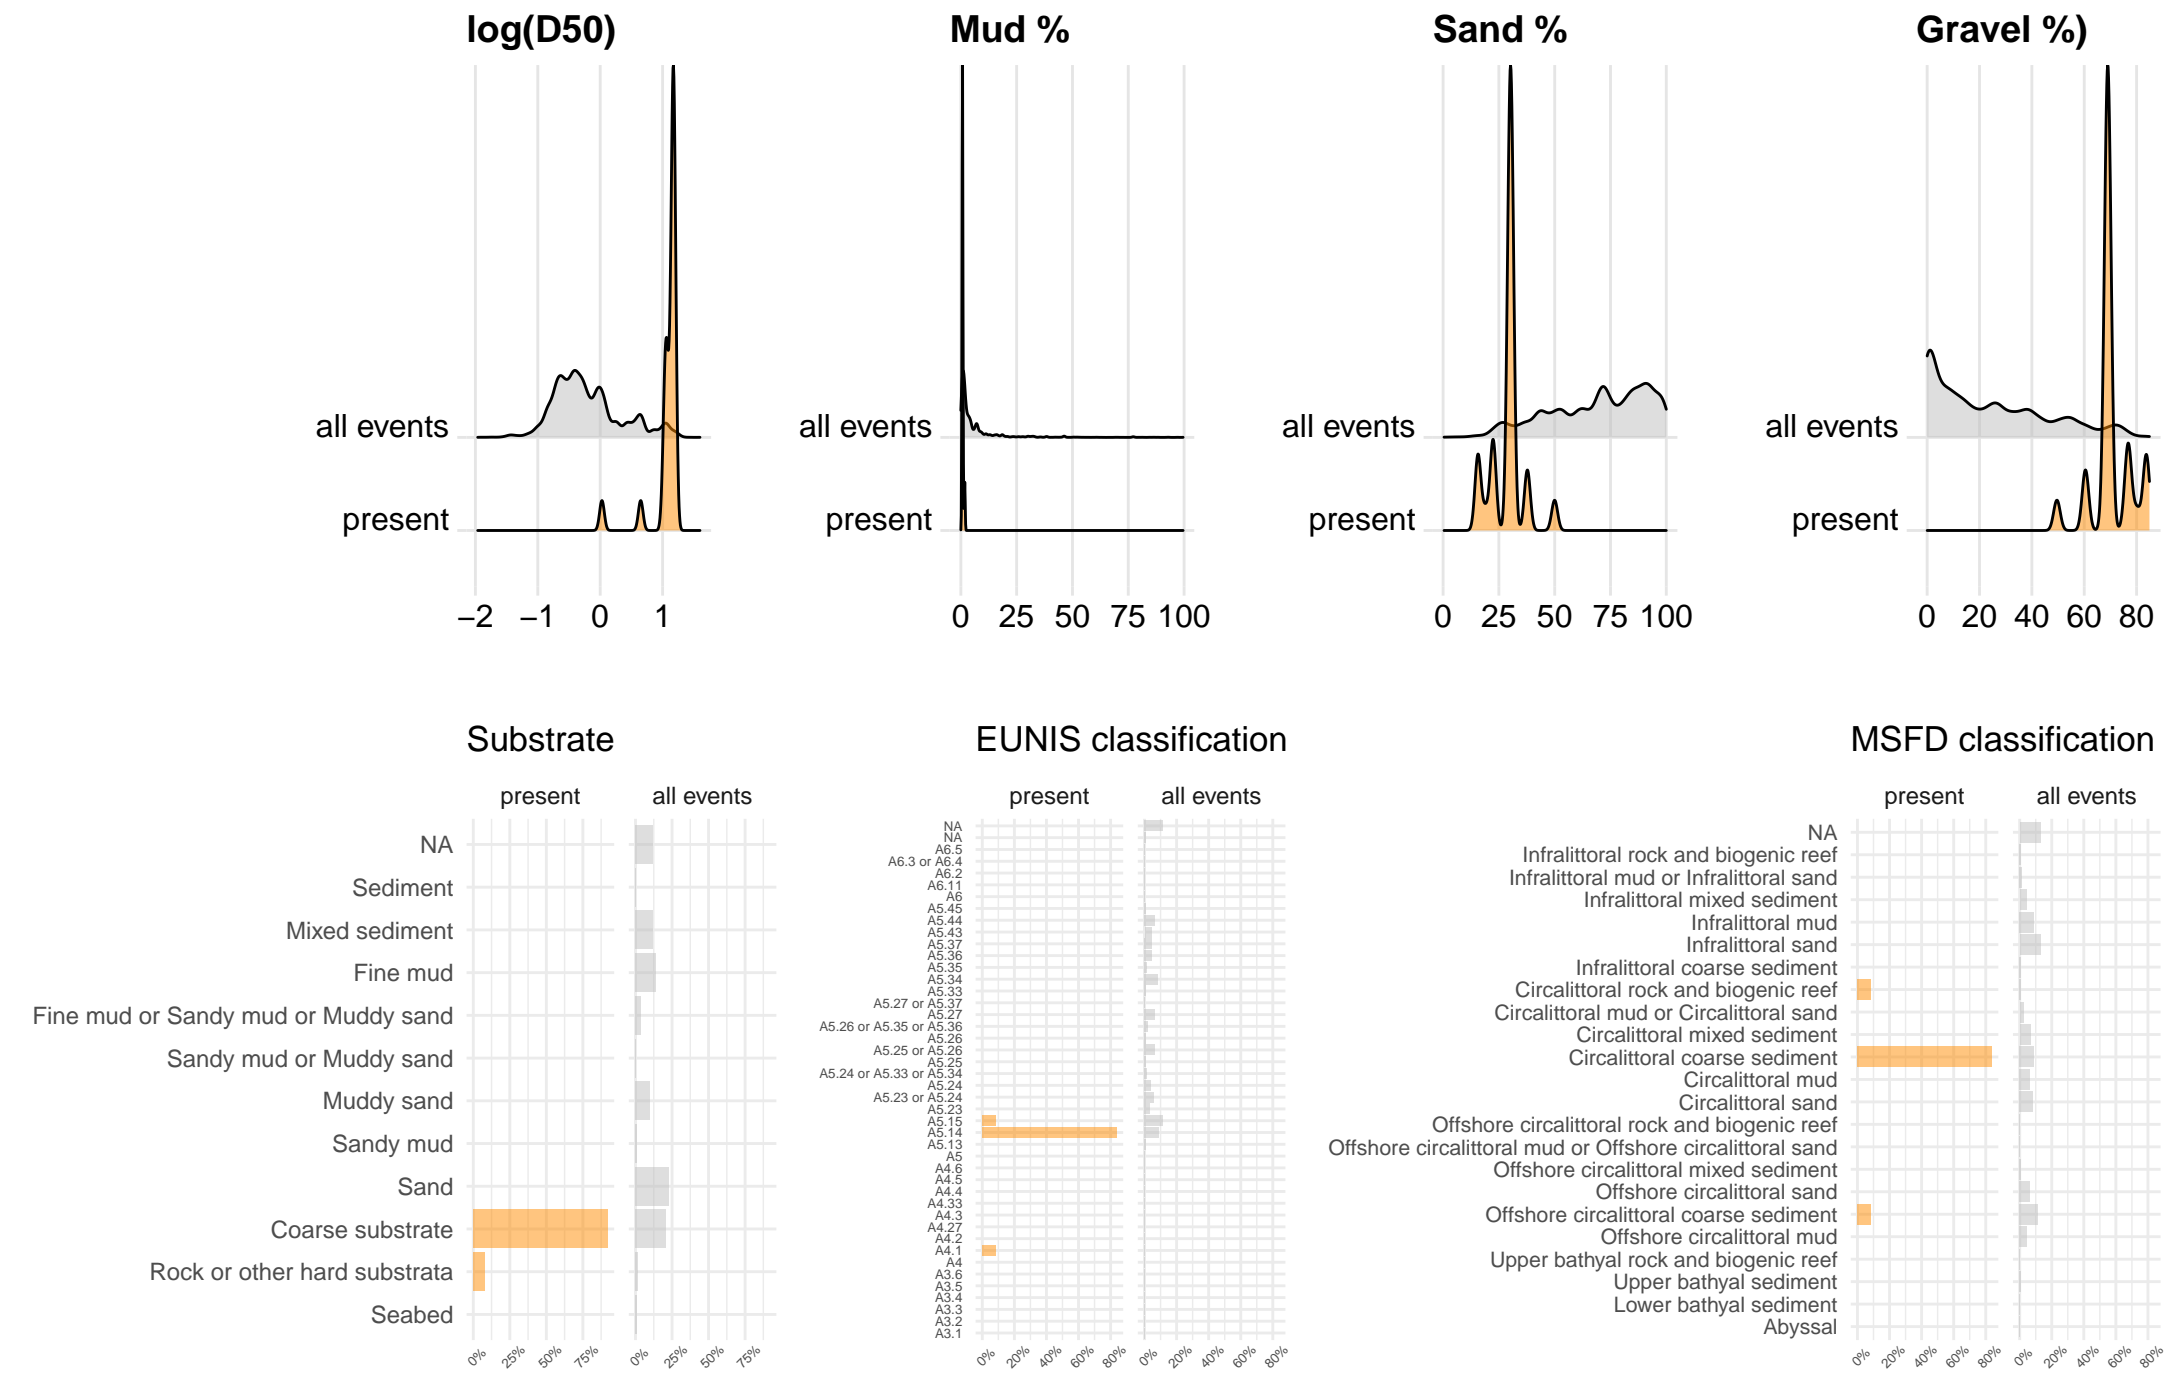 log(D50) Mud % Sand % Gravel %)
all events all events all events all events
present present present present
−2 −1 0 1 0 25 50 75 100 0 25 50 75 100 0 20 40 60 80
Substrate
present all events
NA
Sediment
Mixed sediment
Fine mud
Fine mud or Sandy mud or Muddy sand
Sandy mud or Muddy sand
Muddy sand
Sandy mud
Sand
Coarse substrate
Rock or other hard substrata
Seabed
0% 25% 50% 75% 0% 25% 50% 75%
EUNIS classification
present all events
NA
NA
A6.5
A6.3 or A6.4
A6.2
A6.11
A6
A5.45
A5.44
A5.43
A5.37
A5.36
A5.35
A5.34
A5.33
A5.27 or A5.37
A5.27
A5.26 or A5.35 or A5.36
A5.26
A5.25 or A5.26
A5.25
A5.24 or A5.33 or A5.34
A5.24
A5.23 or A5.24
A5.23
A5.15
A5.14
A5.13
A5
A4.6
A4.5
A4.4
A4.33
A4.3
A4.27
A4.2
A4.1
A4
A3.6
A3.5
A3.4
A3.3
A3.2
A3.1
0% 20% 40% 60% 80% 0% 20% 40% 60% 80%
MSFD classification
present all events
NA
Infralittoral rock and biogenic reef
Infralittoral mud or Infralittoral sand
Infralittoral mixed sediment
Infralittoral mud
Infralittoral sand
Infralittoral coarse sediment
Circalittoral rock and biogenic reef
Circalittoral mud or Circalittoral sand
Circalittoral mixed sediment
Circalittoral coarse sediment
Circalittoral mud
Circalittoral sand
Offshore circalittoral rock and biogenic reef
Offshore circalittoral mud or Offshore circalittoral sand
Offshore circalittoral mixed sediment
Offshore circalittoral sand
Offshore circalittoral coarse sediment
Offshore circalittoral mud
Upper bathyal rock and biogenic reef
Upper bathyal sediment
Lower bathyal sediment
Abyssal
0% 20% 40% 60% 80% 0% 20% 40% 60% 80%